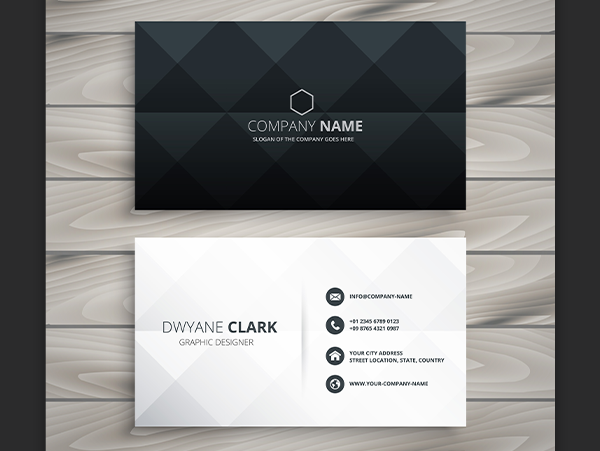 COMPANY NAME
SLOGAN OF THE COMPANY GOES HERE
DWYANE CLARK
GRAPHIC DESIGNER
INFO@COMPANY-NAME
+01 2345 6789 0123
+09 8765 4321 0987
YOUR CITY ADDRESS
STREET LOCATION, STATE, COUNTRY
WWW.YOUR-COMPANY-NAME